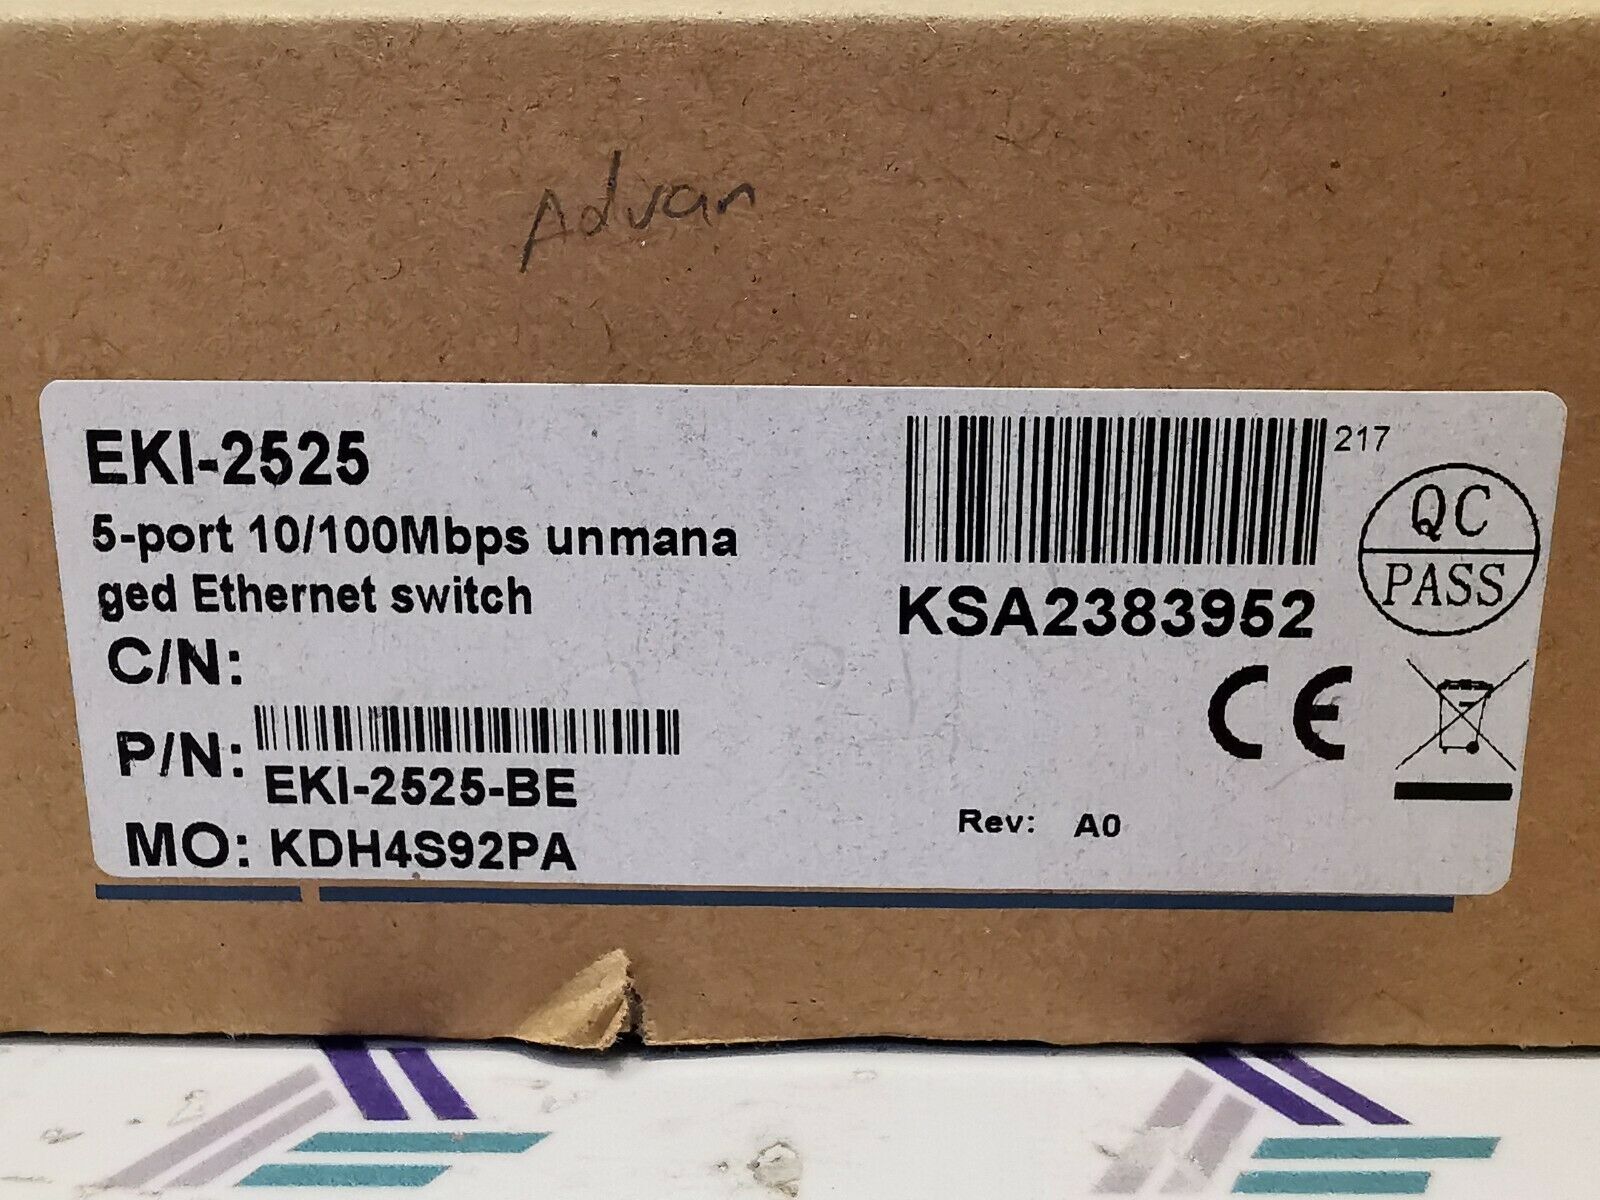 Advan
EKI-2525
5-port 10/100Mbps unmana
ged Ethernet switch
C/N:
P/N:
EKI-2525-BE
MO: KDH4S92PA
217
KSA2383952
QC
PASS
CE
Rev: A0